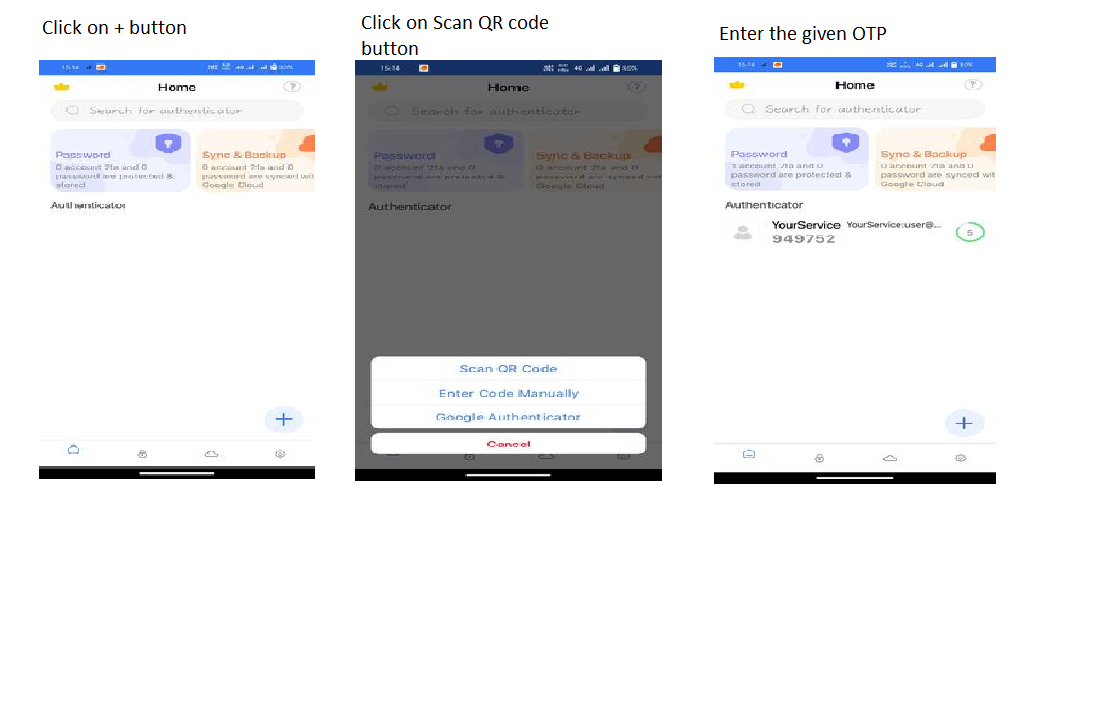 Click on + button
15:14
Home
Search for authenticator
Password
0 account 2fa and 0
password are protected &
stored
Sync & Backup
0 account 2fa and 0
password are synced wit
Google Cloud
Authenticator
+
Click on Scan QR code
button
15:14
Home
Search for authenticator
Password
0 account 2fa and 0
password are protected &
stored
Sync & Backup
0 account 2fa and 0
password are synced
Google Cloud
Authenticator
Scan QR Code
Enter Code Manually
Google Authenticator
Cancel
Enter the given OTP
15:14
Home
Search for authenticator
Password
1 account 2fa and 0
password are protected &
stored
Sync & Backup
0 account 2fa and 0
password are synced wit
Google Cloud
Authenticator
YourService YourService:user@...
949752
5
+